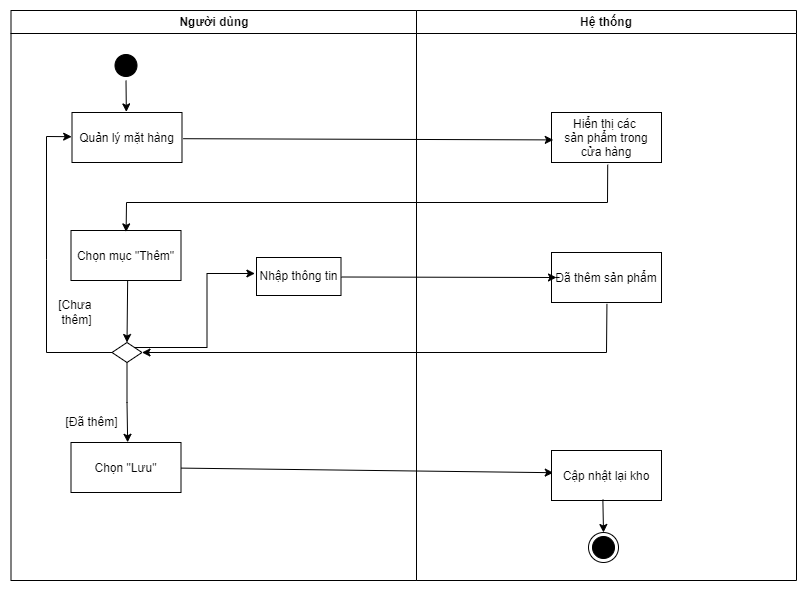 Người dùng
Hệ thống
Quản lý mặt hàng
Hiển thị các
sản phẩm trong
cửa hàng
Chọn mục "Thêm"
Nhập thông tin
Đã thêm sản phẩm
[Chưa
thêm]
[Đã thêm]
Chọn "Lưu"
Cập nhật lại kho